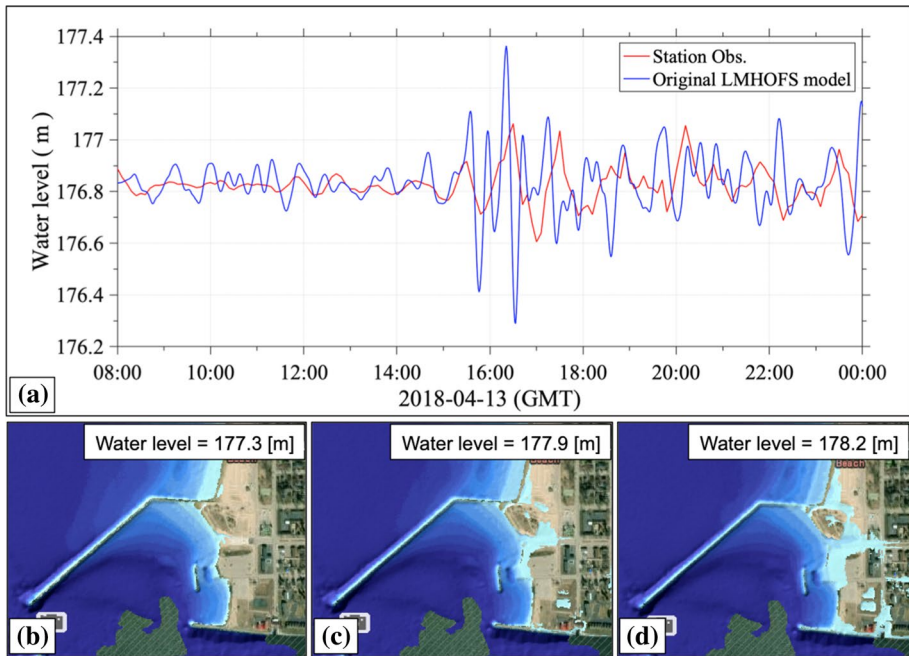 177.4
177.2
177
176.8
176.6
176.4
176.2
Water level ( m )
Station Obs.
Original LMHOFS model
08:00 10:00 12:00 14:00 16:00 18:00 20:00 22:00 00:00
2018-04-13 (GMT)
(a)
Water level = 177.3 [m]
Water level = 177.9 [m]
Water level = 178.2 [m]
Beach
(b)
(c)
(d)